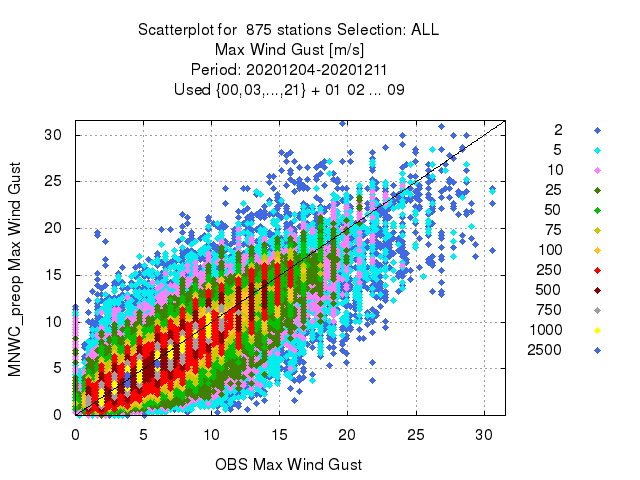 Scatterplot for  875 stations Selection: ALL
Max Wind Gust [m/s]
Period: 20201204-20201211
Used {00,03,...,21} + 01 02 ... 09
MNWC_preop Max Wind Gust
30
25
20
15
10
5
0
0 5 10 15 20 25 30
OBS Max Wind Gust
2
5
10
25
50
75
100
250
500
750
1000
2500